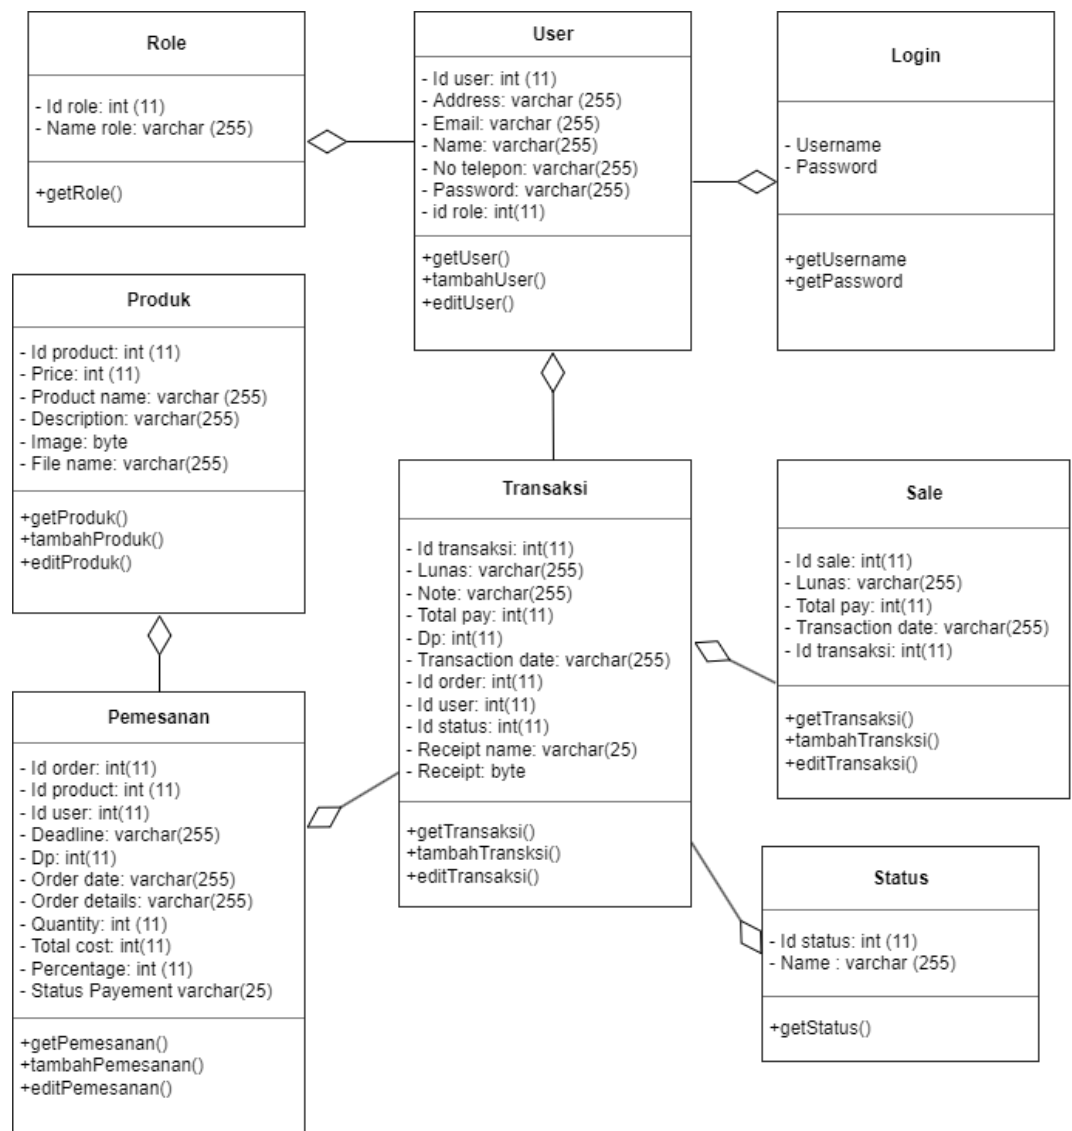 Role
- Id role: int (11)
- Name role: varchar (255)
+getRole()
User
- Id user: int (11)
- Address: varchar (255)
- Email: varchar (255)
- Name: varchar(255)
- No telepon: varchar(255)
- Password: varchar(255)
- id role: int(11)
+getUser()
+tambahUser()
+editUser()
Login
- Username
- Password
+getUsername
+getPassword
Produk
- Id product: int (11)
- Price: int (11)
- Product name: varchar (255)
- Description: varchar(255)
- Image: byte
- File name: varchar(255)
+getProduk()
+tambahProduk()
+editProduk()
Transaksi
- Id transaksi: int(11)
- Lunas: varchar(255)
- Note: varchar(255)
- Total pay: int(11)
- Dp: int(11)
- Transaction date: varchar(255)
- Id order: int(11)
- Id user: int(11)
- Id status: int(11)
- Receipt name: varchar(25)
- Receipt: byte
+getTransaksi()
+tambahTransksi()
+editTransaksi()
Sale
- Id sale: int(11)
- Lunas: varchar(255)
- Total pay: int(11)
- Transaction date: varchar(255)
- Id transaksi: int(11)
+getTransaksi()
+tambahTransksi()
+editTransaksi()
Pemesanan
- Id order: int(11)
- Id product: int (11)
- Id user: int(11)
- Deadline: varchar(255)
- Dp: int(11)
- Order date: varchar(255)
- Order details: varchar(255)
- Quantity: int (11)
- Total cost: int(11)
- Percentage: int (11)
- Status Payement varchar(25)
+getPemesanan()
+tambahPemesanan()
+editPemesanan()
Status
- Id status: int (11)
- Name : varchar (255)
+getStatus()